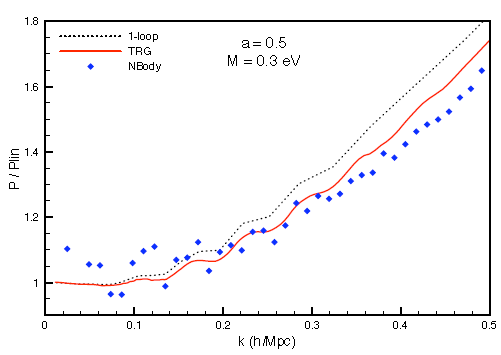 1.8
1-loop
TRG
NBody
a = 0.5
M = 0.3 eV
1.6
1.4
P / Plin
1.2
1
0
0.1
0.2
0.3
0.4
0.5
k (h/Mpc)